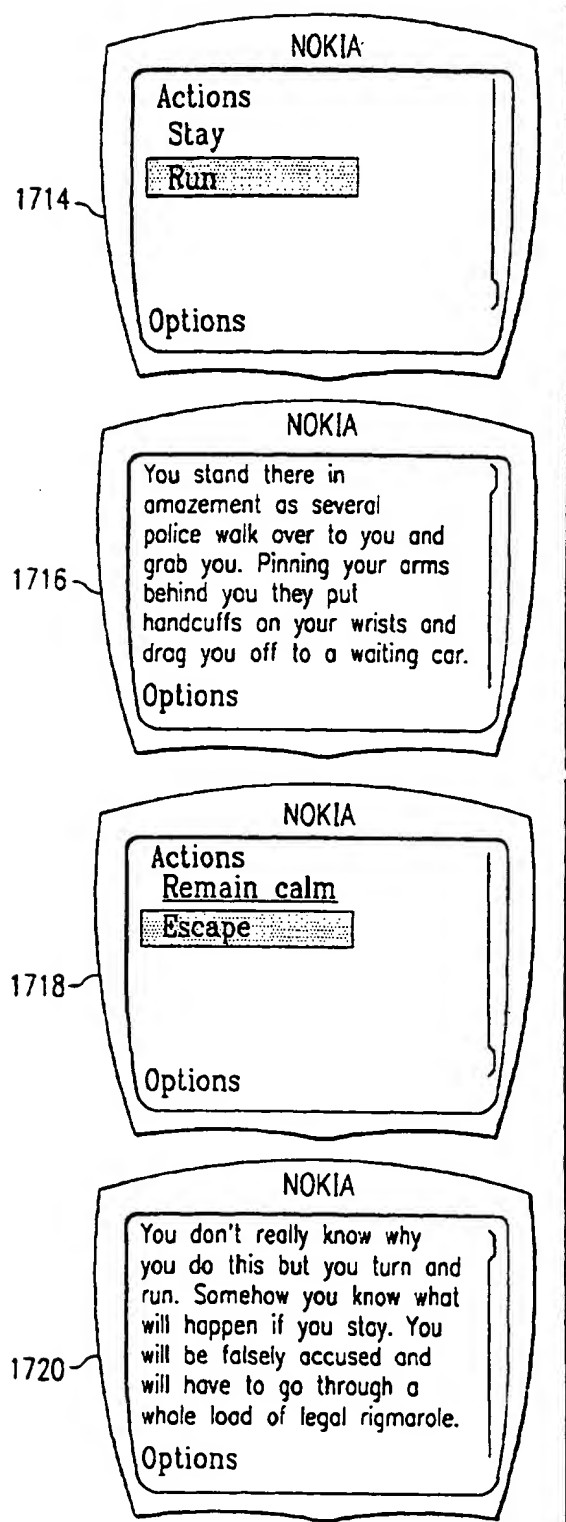 NOKIA
Actions
Stay
Run
1714
Options
NOKIA
You stand there in
amazement as several
police walk over to you and
grab you. Pinning your arms
1716
behind you they put
handcuffs on your wrists and
drag you off to a waiting car.
Options
NOKIA
Actions
Remain calm
Escape
1718
Options
NOKIA
You don't really know why
you do this but you turn and
run. Somehow you know what
will happen if you stay. You
will be falsely accused and
1720
will have to go through a
whole load of legal rigmarole.
Options